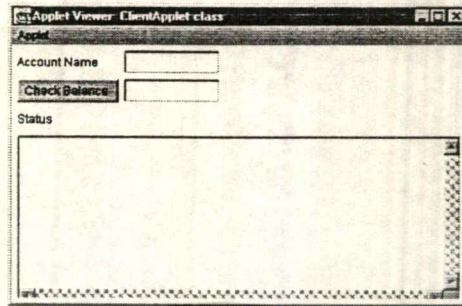 Applet Viewer: ClientApplet.class
Applet
Account Name
Check Balance
Status